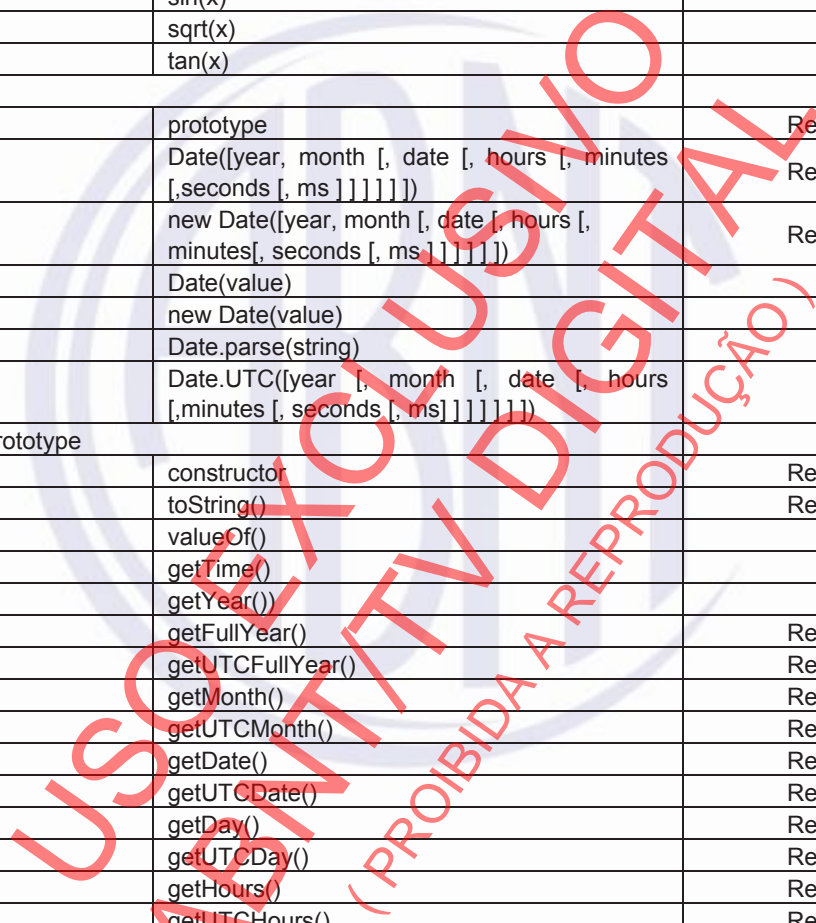 sin(x)
sqrt(x)
tan(x)
prototype Re
Date([year, month [, date [, hours [, minutes
[,seconds [, ms ] ] ] ] ] ]) Re
new Date([year, month [, date [, hours [,
minutes[, seconds [, ms ] ] ] ] ] ]) Re
Date(value)
new Date(value)
Date.parse(string)
Date.UTC([year [, month [, date [, hours
[,minutes [, seconds [, ms] ] ] ] ] ] ])
rototype
constructor Re
toString() Re
valueOf()
getTime()
getYear())
getFullYear() Re
getUTCFullYear() Re
getMonth() Re
getUTCMonth() Re
getDate() Re
getUTCDate() Re
getDay() Re
getUTCDay() Re
getHours() Re
getUTCHours() Re
USO EXCLUSIVO
ABNT/TV DIGITAL
( PROIBIDA A REPRODUÇÃO )